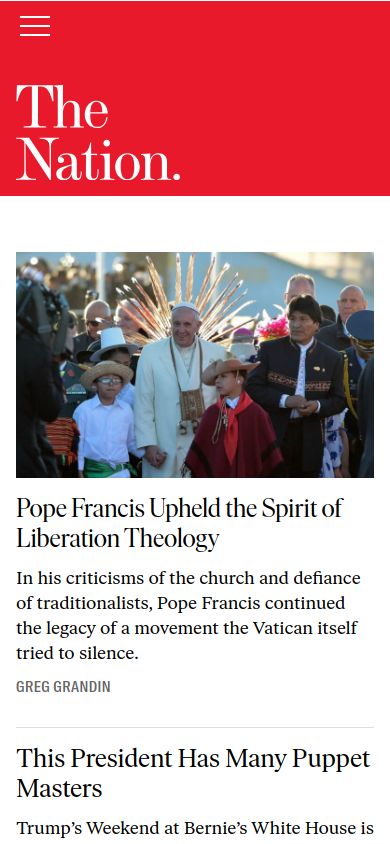 The
Nation.
Pope Francis Upheld the Spirit of
Liberation Theology
In his criticisms of the church and defiance
of traditionalists, Pope Francis continued
the legacy of a movement the Vatican itself
tried to silence.
GREG GRANDIN
This President Has Many Puppet
Masters
Trump’s Weekend at Bernie’s White House is